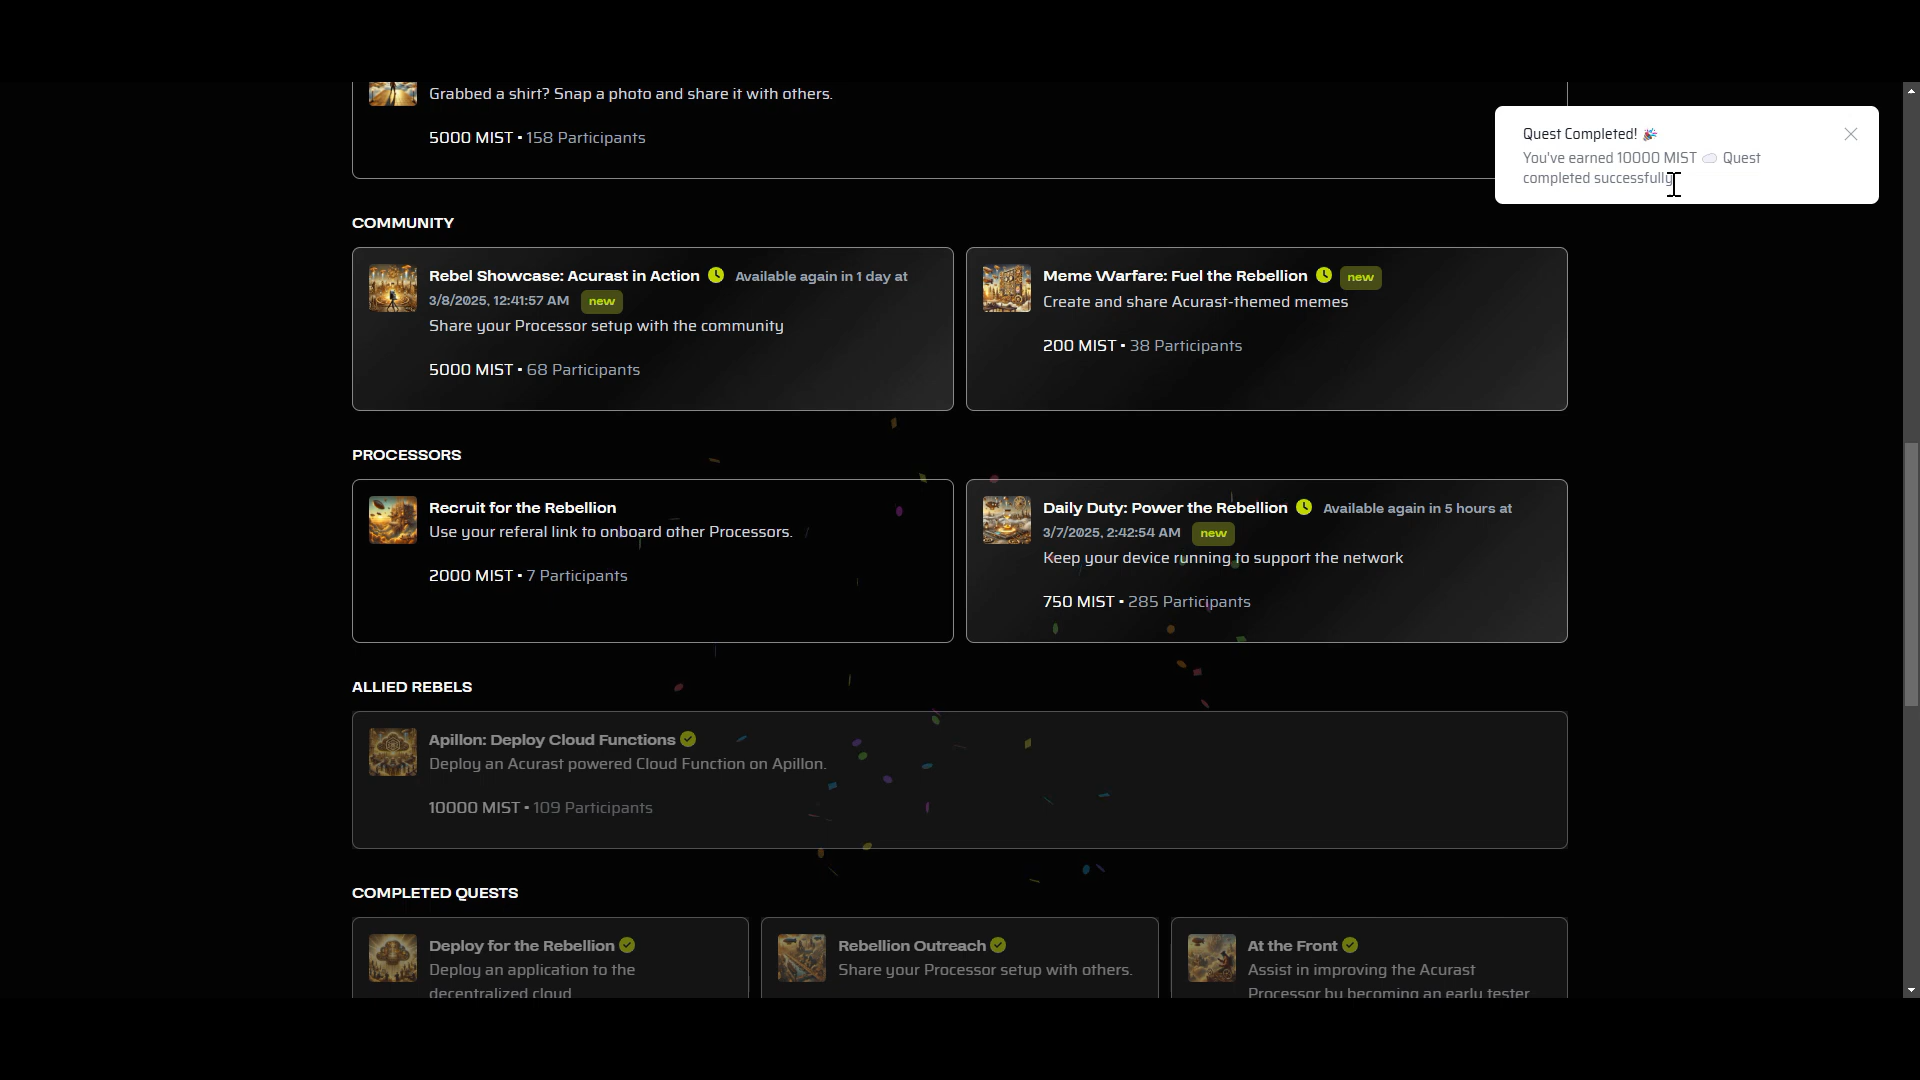 Grabbed a shirt? Snap a photo and share it with others.
5000 MIST • 158 Participants
Quest Completed! 🎉
You've earned 10000 MIST ☁️ Quest
completed successfully
COMMUNITY
Rebel Showcase: Acurast in Action Available again in 1 day at
3/8/2025, 12:41:57 AM new
Share your Processor setup with the community
5000 MIST • 68 Participants
Meme Warfare: Fuel the Rebellion new
Create and share Acurast-themed memes
200 MIST • 38 Participants
PROCESSORS
Recruit for the Rebellion
Use your referal link to onboard other Processors.
2000 MIST • 7 Participants
Daily Duty: Power the Rebellion Available again in 5 hours at
3/7/2025, 2:42:54 AM new
Keep your device running to support the network
750 MIST • 285 Participants
ALLIED REBELS
Apillon: Deploy Cloud Functions
Deploy an Acurast powered Cloud Function on Apillon.
10000 MIST • 109 Participants
COMPLETED QUESTS
Deploy for the Rebellion
Deploy an application to the
decentralized cloud
Rebellion Outreach
Share your Processor setup with others.
At the Front
Assist in improving the Acurast
Processor by becoming an early tester